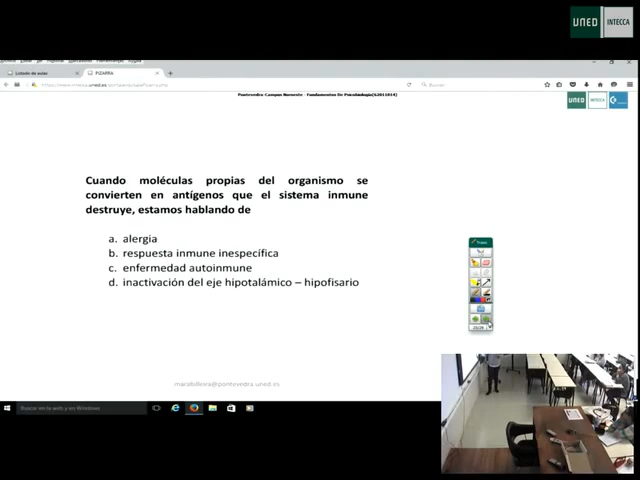 UNED INTECCA
Listado de aulas
PIZARRA
Buscar
Pontevedra-Campus Noroeste - Fundamentos De Psicobiología(62011014)
UNED INTECCA
Cuando moléculas propias del organismo se
convierten en antígenos que el sistema inmune
destruye, estamos hablando de
a. alergia
b. respuesta inmune inespecífica
c. enfermedad autoinmune
d. inactivación del eje hipotalámico – hipofisario
marabilleira@pontevedra.uned.es
Buscar en la web y en Windows